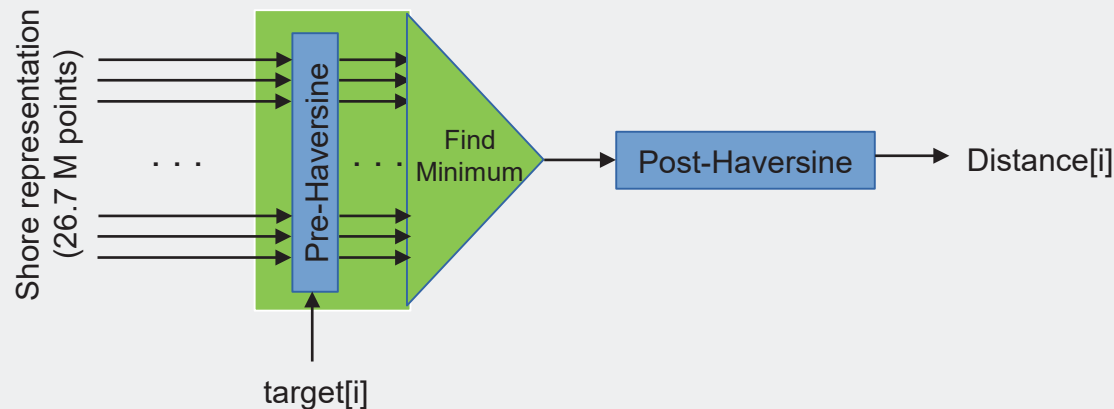 Shore representation
(26.7 M points)
. . .
Pre-Haversine
. . .
Find
Minimum
Post-Haversine
Distance[i]
target[i]